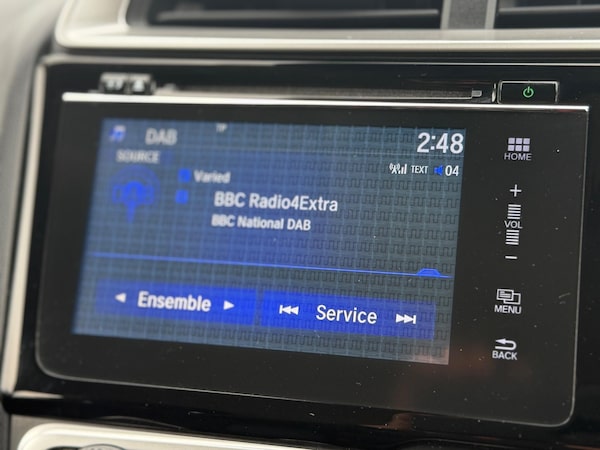 DAB
2:48
SOURCE
TEXT 04
Varied
BBC Radio4Extra
BBC National DAB
Ensemble
Service
HOME
+
VOL
−
MENU
BACK